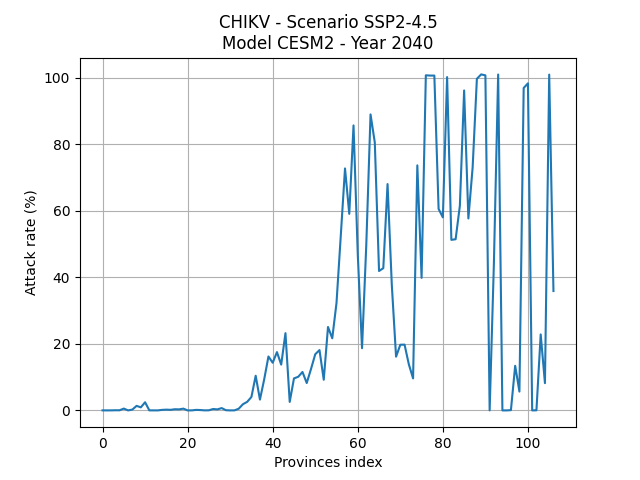 CHIKV - Scenario SSP2-4.5
Model CESM2 - Year 2040
100
80
60
40
20
0
Attack rate (%)
0 20 40 60 80 100
Provinces index